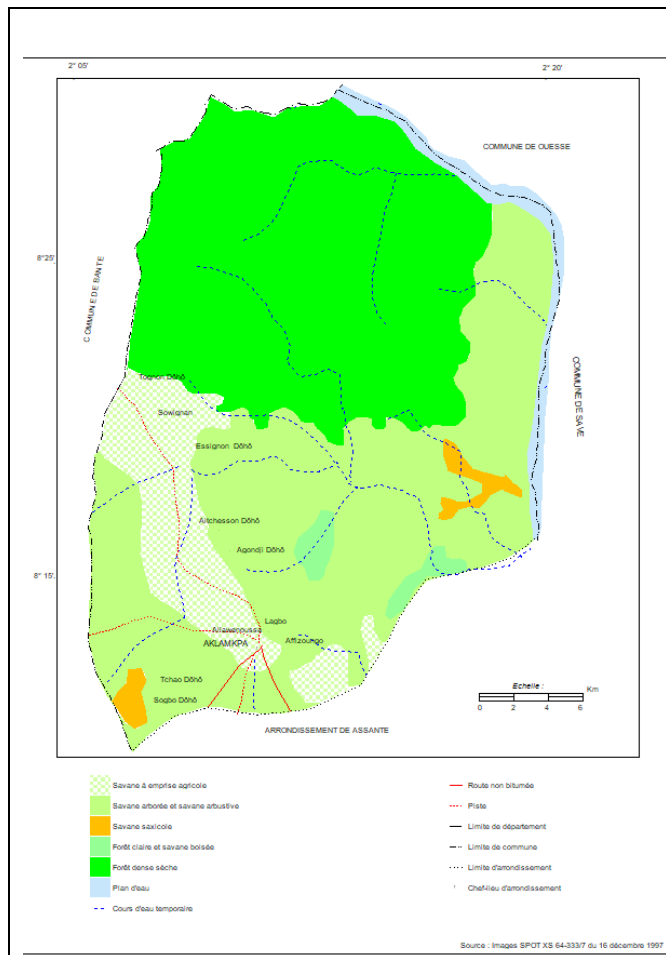 2° 05'
2° 20'
COMMUNE DE OUESSE
8°25'
COMMUNE DE BANTE
COMMUNE DE SAVE
Tognon Dôhô
Sowignan
Essignon Dôhô
Aïtchesson Dôhô
Agondji Dôhô
8° 15'
Lagbo
Allawenoussa
AKLAMKPA
Affizoungo
Tchao Dôhô
Sogbo Dôhô
Echelle :
Km
0 2 4 6
ARRONDISSEMENT DE ASSANTE
Savane à emprise agricole
Savane arborée et savane arbustive
Savane saxicole
Forêt claire et savane boisée
Forêt dense sèche
Plan d'eau
Cours d'eau temporaire
Route non bitumée
Piste
Limite de département
Limite de commune
Limite d'arrondissement
Chef-lieu d'arrondissement
Source : Images SPOT XS 64-333/7 du 16 décembre 1997